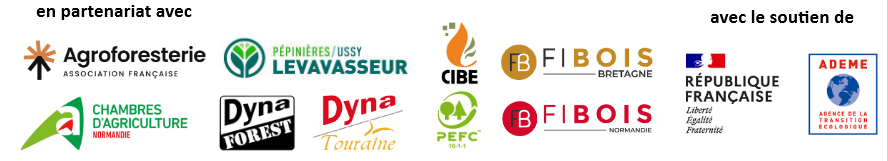 en partenariat avec
avec le soutien de
Agroforesterie
ASSOCIATION FRANÇAISE
PÉPINIÈRES/USSY
LEVAVASSEUR
CIBE
FB
FIBOIS
BRETAGNE
RÉPUBLIQUE
FRANÇAISE
Liberté
Égalité
Fraternité
ADEME
AGENCE DE LA
TRANSITION
ÉCOLOGIQUE
a
CHAMBRES
D'AGRICULTURE
NORMANDIE
Dyna
FOREST
Dyna
Touraine
PEFC
10-1-1
FB
FIBOIS
NORMANDIE